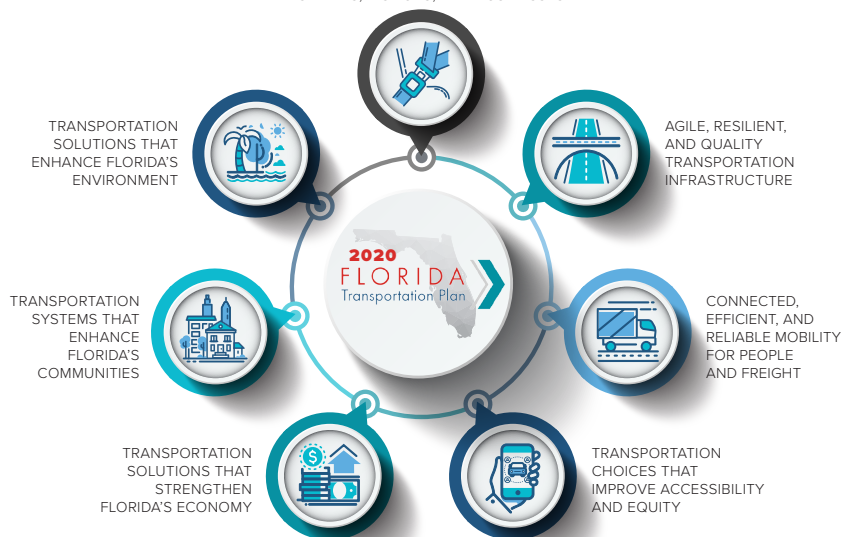 AGILE, RESILIENT,
AND QUALITY
TRANSPORTATION
INFRASTRUCTURE
CONNECTED,
EFFICIENT, AND
RELIABLE MOBILITY
FOR PEOPLE
AND FREIGHT
TRANSPORTATION
CHOICES THAT
IMPROVE ACCESSIBILITY
AND EQUITY
TRANSPORTATION
SOLUTIONS THAT
STRENGTHEN
FLORIDA'S ECONOMY
TRANSPORTATION
SYSTEMS THAT
ENHANCE
FLORIDA'S
COMMUNITIES
TRANSPORTATION
SOLUTIONS THAT
ENHANCE FLORIDA'S
ENVIRONMENT
2020
FLORIDA
Transportation Plan
$